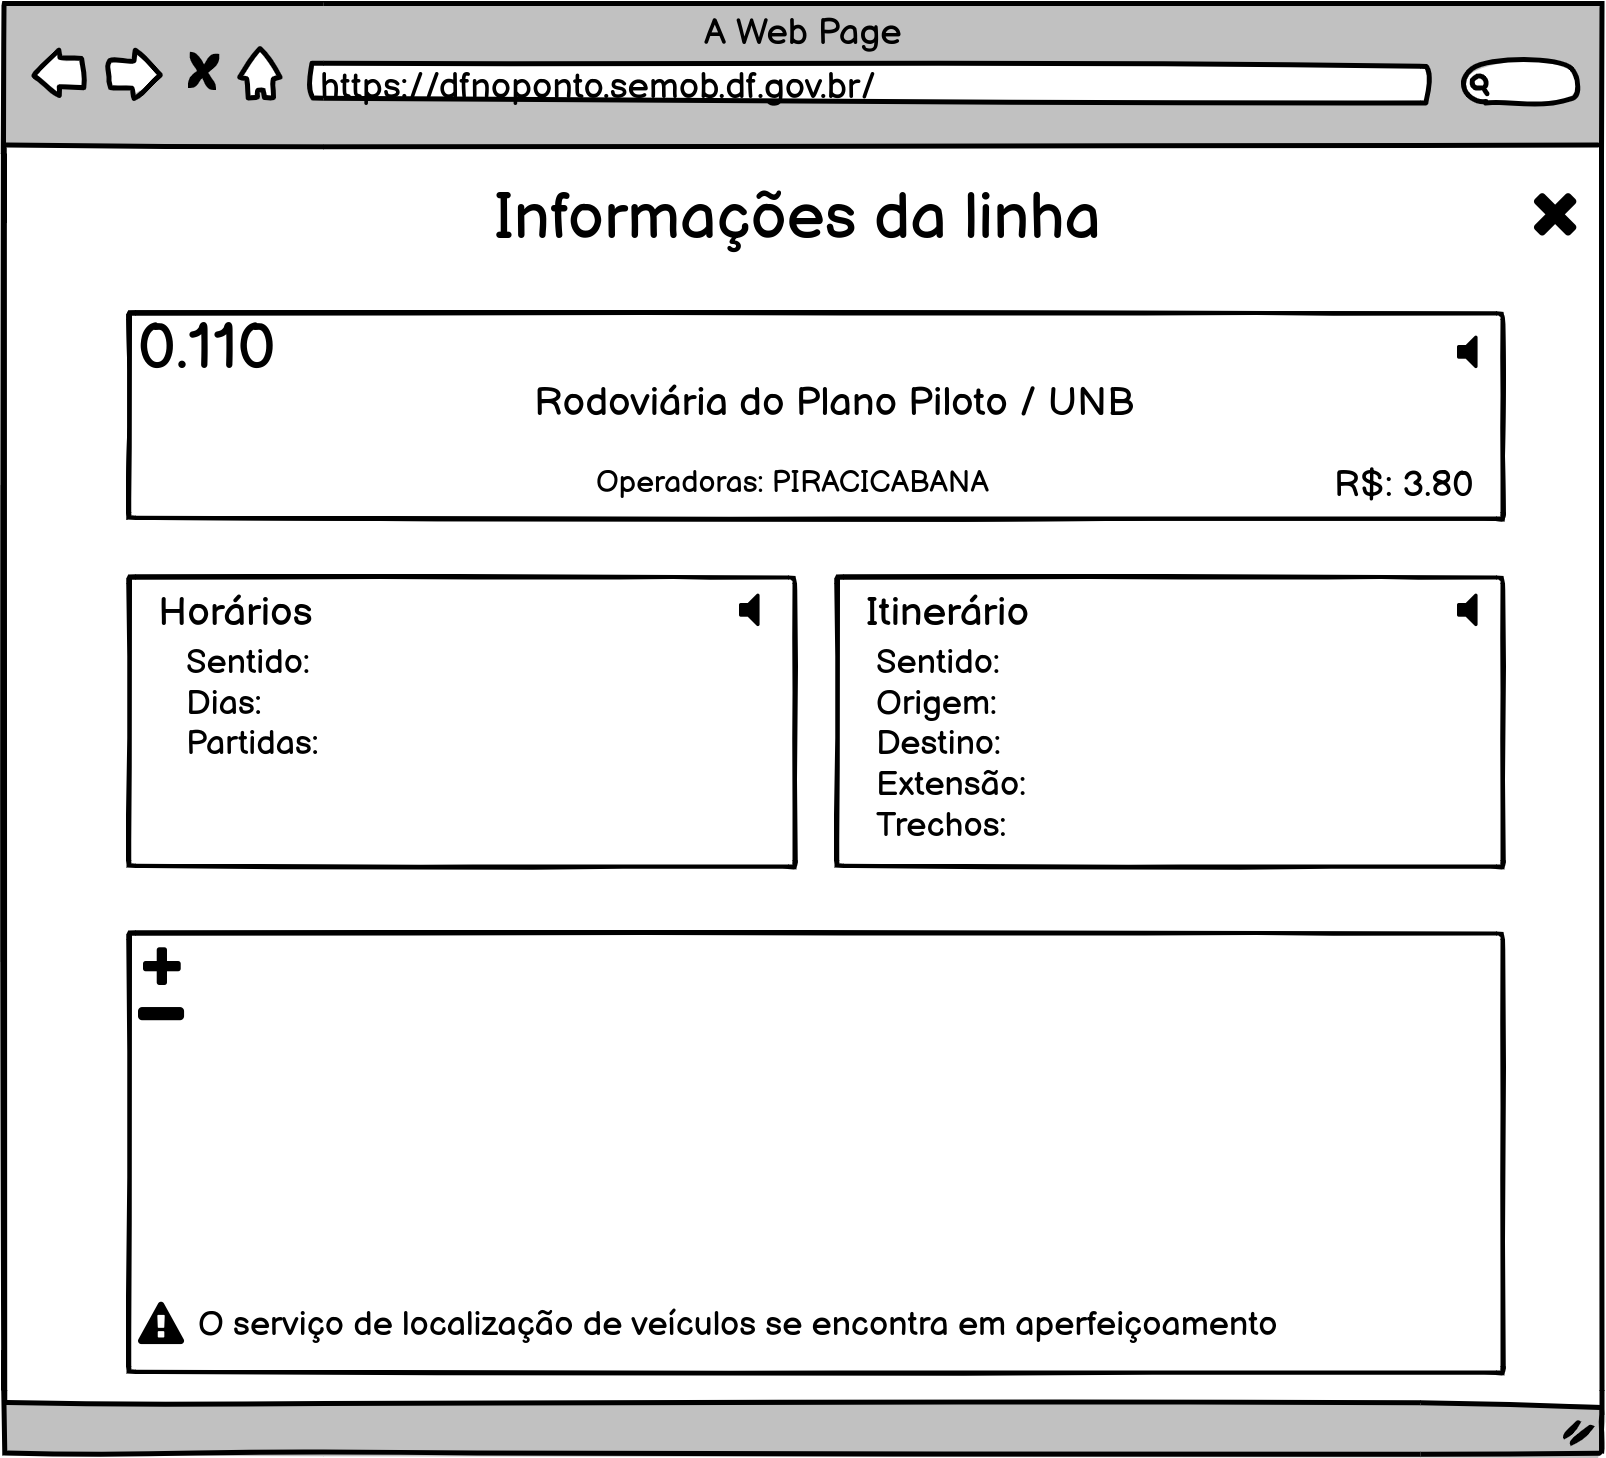 A Web Page
https://dfnoponto.semob.df.gov.br/
Informações da linha
0.110
Rodoviária do Plano Piloto / UNB
Operadoras: PIRACICABANA
R$: 3.80
Horários
Sentido:
Dias:
Partidas:
Itinerário
Sentido:
Origem:
Destino:
Extensão:
Trechos:
O serviço de localização de veículos se encontra em aperfeiçoamento